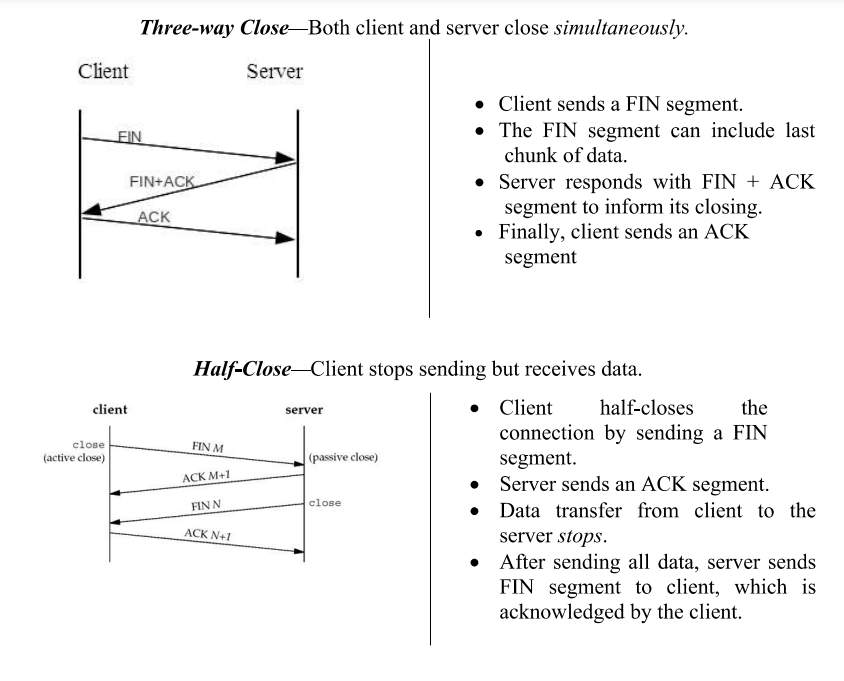 Three-way Close—Both client and server close simultaneously.
Client
Server
FIN
FIN+ACK
ACK
• Client sends a FIN segment.
• The FIN segment can include last
chunk of data.
• Server responds with FIN + ACK
segment to inform its closing.
• Finally, client sends an ACK
segment
Half-Close—Client stops sending but receives data.
client
server
close
(active close)
FIN M
(passive close)
ACK M+1
FIN N
close
ACK N+1
• Client half-closes the
connection by sending a FIN
segment.
• Server sends an ACK segment.
• Data transfer from client to the
server stops.
• After sending all data, server sends
FIN segment to client, which is
acknowledged by the client.